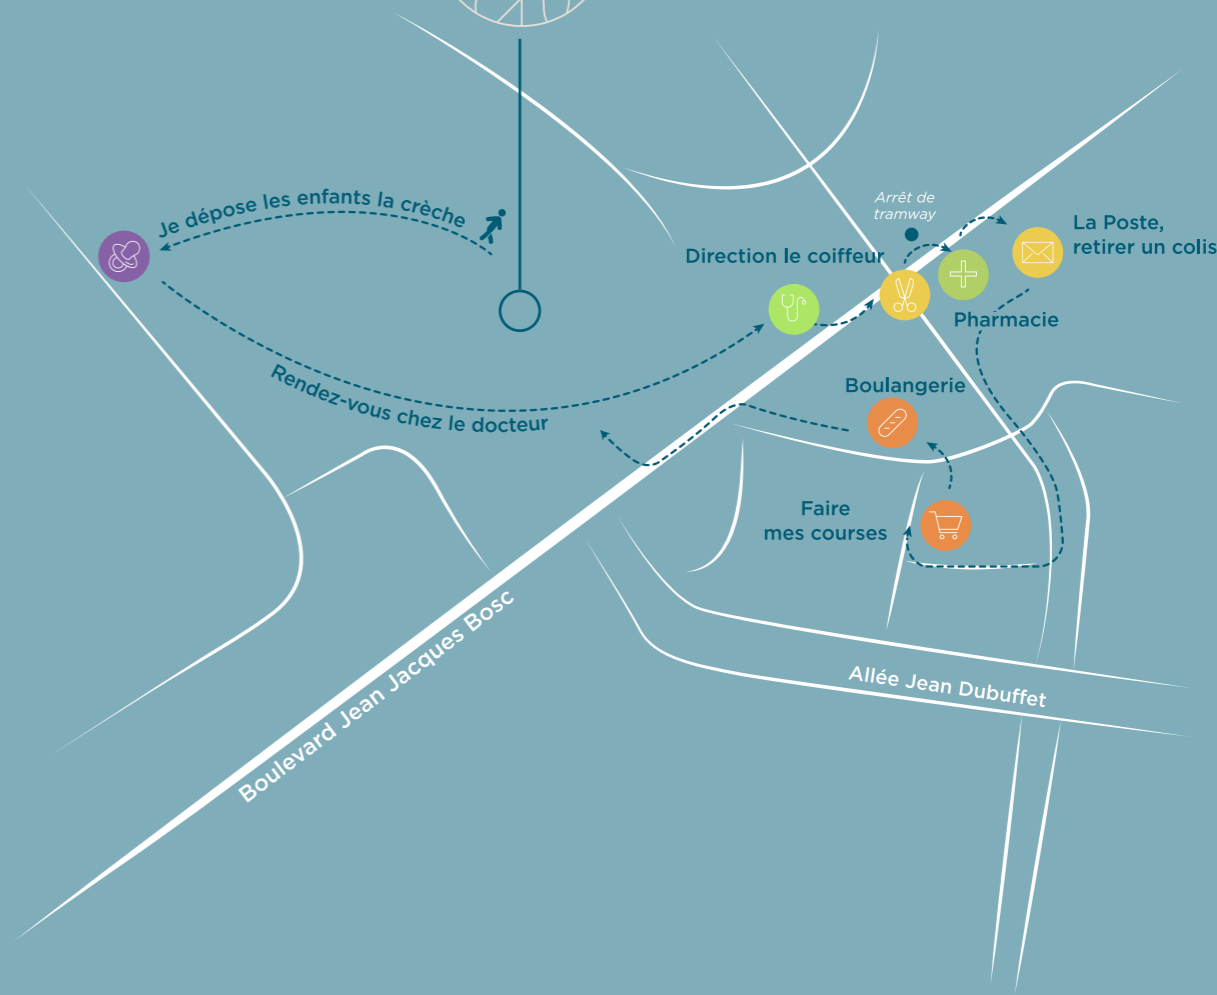 Je dépose les enfants la crèche
Arrêt de
tramway
La Poste,
retirer un colis
Direction le coiffeur
Pharmacie
Rendez-vous chez le docteur
Boulangerie
Faire
mes courses
Boulevard Jean Jacques Bosc
Allée Jean Dubuffet